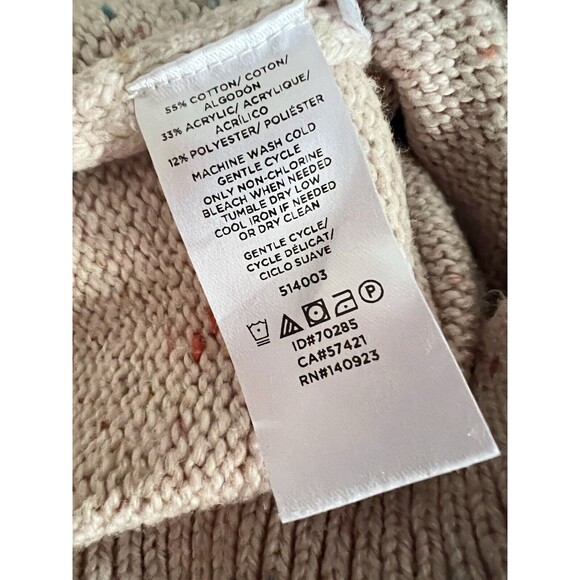 55% COTTON/ COTON/
ALGODÓN
33% ACRYLIC/ ACRYLIQUE/
ACRÍLICO
12% POLYESTER/ POLIÉSTER
MACHINE WASH COLD
GENTLE CYCLE
ONLY NON-CHLORINE
BLEACH WHEN NEEDED
TUMBLE DRY LOW
COOL IRON IF NEEDED
OR DRY CLEAN
GENTLE CYCLE/
CYCLE DÉLICAT/
CICLO SUAVE
514003
P
ID#70285
CA#57421
RN#140923